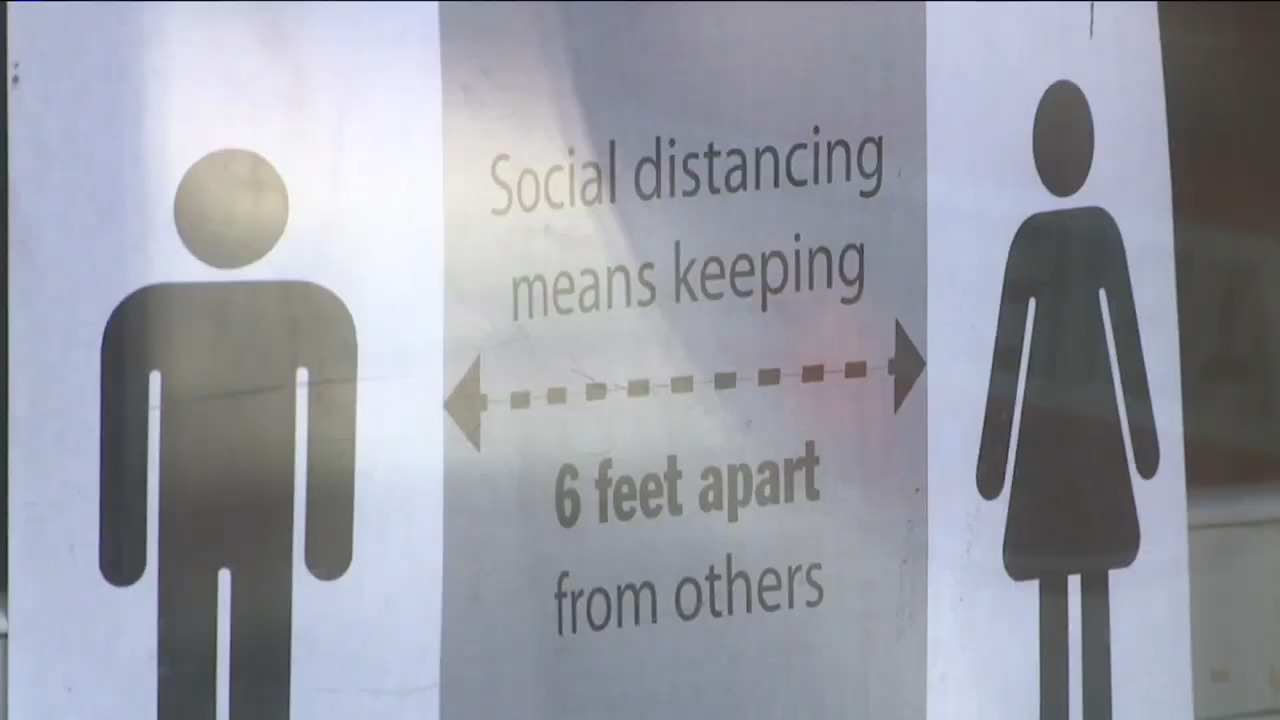 Social distancing
means keeping
6 feet apart
from others